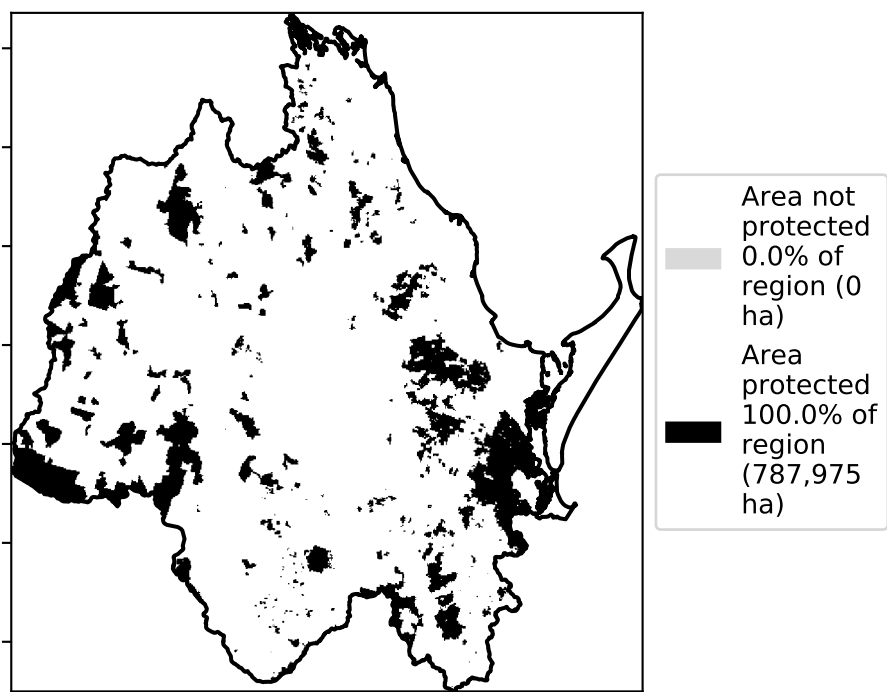 Area not
protected
0.0% of
region (0
ha)
Area
protected
100.0% of
region
(787,975
ha)